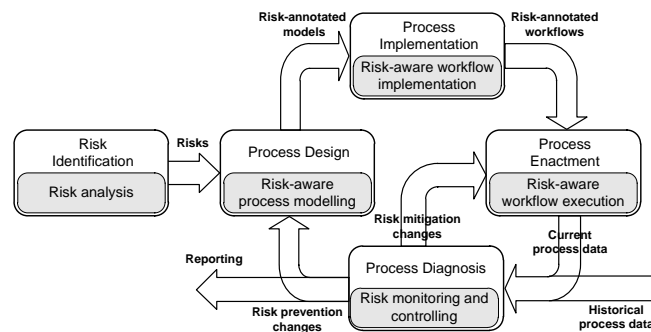 Risk-annotated
models
Process
Implementation
Risk-aware workflow
implementation
Risk-annotated
workflows
Risk
Identification
Risk analysis
Risks
Process Design
Risk-aware
process modelling
Process
Enactment
Risk-aware
workflow execution
Risk mitigation
changes
Current
process data
Reporting
Process Diagnosis
Risk monitoring and
controlling
Risk prevention
changes
Historical
process data